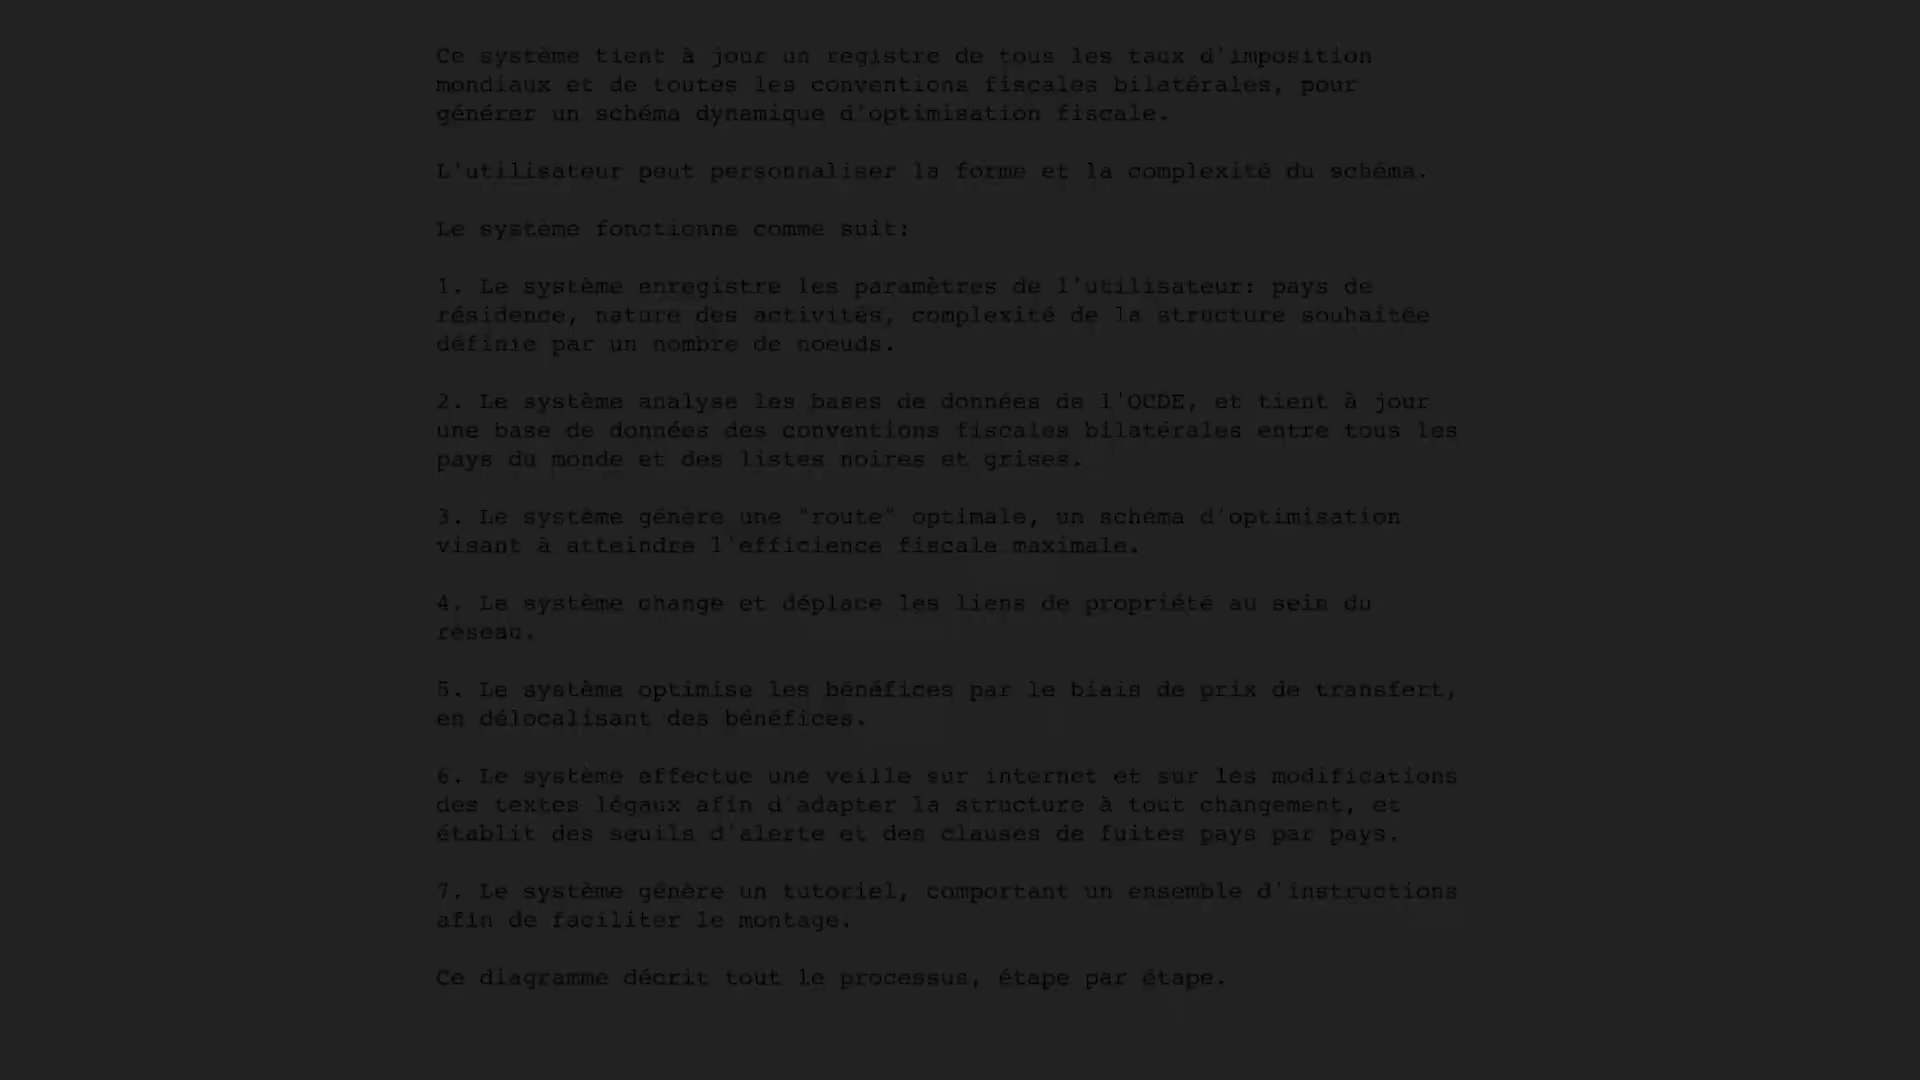 Ce système tient à jour un registre de tous les taux d'imposition
mondiaux et de toutes les conventions fiscales bilatérales, pour
générer un schéma dynamique d'optimisation fiscale.
L'utilisateur peut personnaliser la forme et la complexité du schéma.
Le système fonctionne comme suit:
1. Le système enregistre les paramètres de l'utilisateur: pays de
résidence, nature des activités, complexité de la structure souhaitée
définie par un nombre de noeuds.
2. Le système analyse les bases de données de l'OCDE, et tient à jour
une base de données des conventions fiscales bilatérales entre tous les
pays du monde et des listes noires et grises.
3. Le système génère une "route" optimale, un schéma d'optimisation
visant à atteindre l'efficience fiscale maximale.
4. Le système change et déplace les liens de propriété au sein du
réseau.
5. Le système optimise les bénéfices par le biais de prix de transfert,
en délocalisant des bénéfices.
6. Le système effectue une veille sur internet et sur les modifications
des textes légaux afin d'adapter la structure à tout changement, et
établit des seuils d'alerte et des clauses de fuites pays par pays.
7. Le système génère un tutoriel, comportant un ensemble d'instructions
afin de faciliter le montage.
Ce diagramme décrit tout le processus, étape par étape.